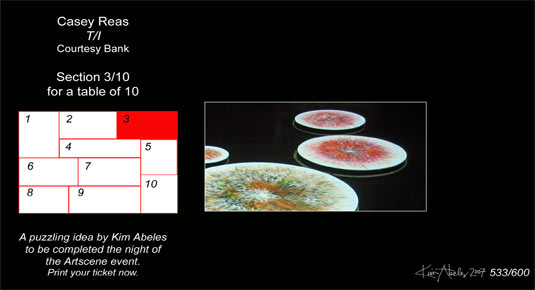 Casey Reas
T/I
Courtesy Bank
Section 3/10
for a table of 10
1
2
3
4
5
6
7
8
9
10
A puzzling idea by Kim Abeles
to be completed the night of
the Artscene event.
Print your ticket now.
Kim Abeles 2007 533/600